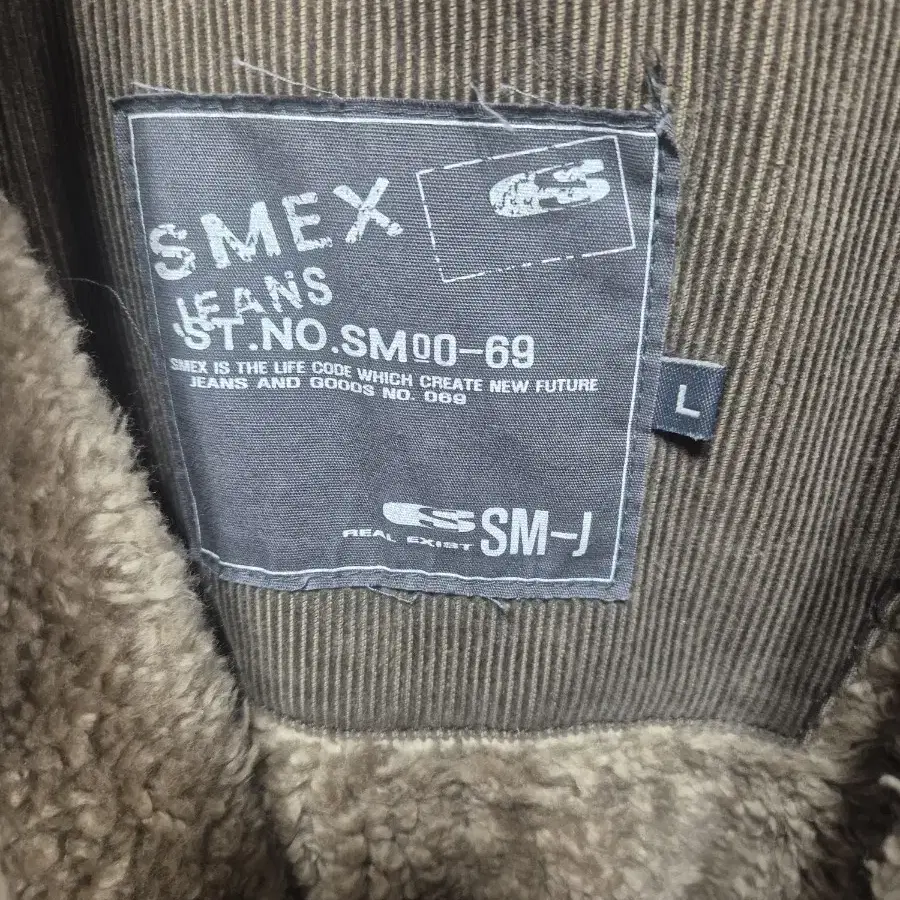 SMEX
JEANS
ST.NO.SM00-69
SMEX IS THE LIFE CODE WHICH CREATE NEW FUTURE
JEANS AND GOODS NO. 069
L
REAL EXIST SM-J